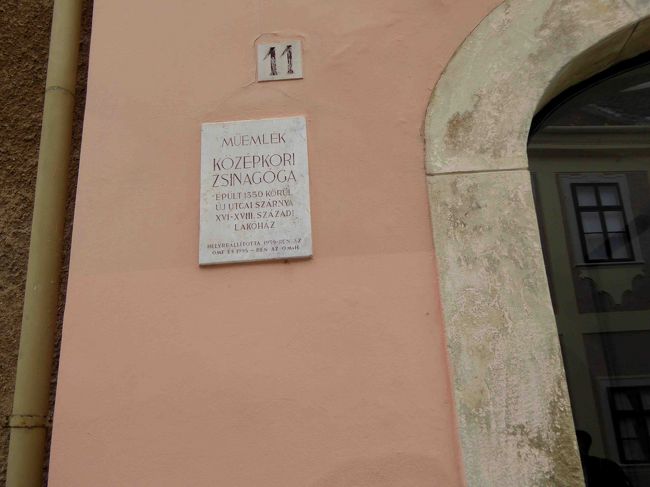 11
MŰEMLÉK
KÖZÉPKORI
ZSINAGÓGA
ÉPÜLT 1350 KÖRÜL
ÚJ UTCAI SZÁRNYA
XVI-XVIII. SZÁZADI
LAKÓHÁZ
HELYREÁLLÍTOTTA 1959-BEN AZ
OMF ÉS 1995-BEN AZ OMvH